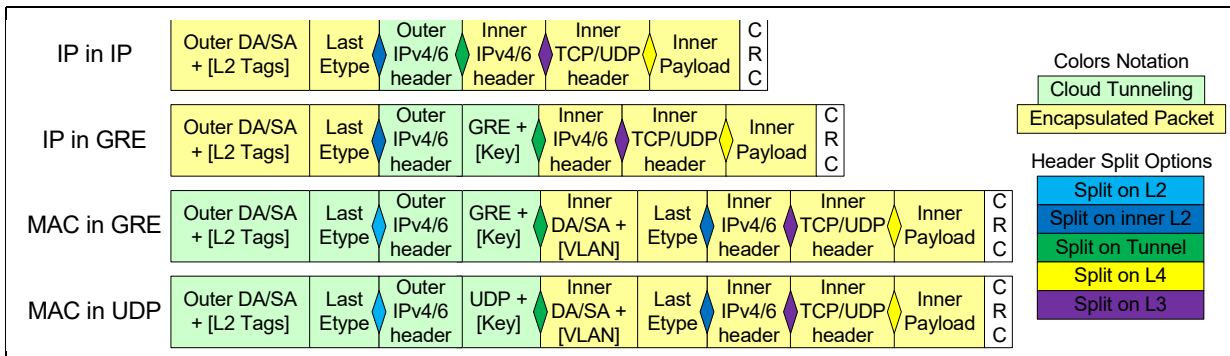 IP in IP
Outer DA/SA
+ [L2 Tags]
Last
Etype
Outer
IPv4/6
header
Inner
IPv4/6
header
Inner
TCP/UDP
header
Inner
Payload
C
R
C
IP in GRE
Outer DA/SA
+ [L2 Tags]
Last
Etype
Outer
IPv4/6
header
GRE +
[Key]
Inner
IPv4/6
header
Inner
TCP/UDP
header
Inner
Payload
C
R
C
MAC in GRE
Outer DA/SA
+ [L2 Tags]
Last
Etype
Outer
IPv4/6
header
GRE +
[Key]
Inner
DA/SA +
[VLAN]
Last
Etype
Inner
IPv4/6
header
Inner
TCP/UDP
header
Inner
Payload
C
R
C
MAC in UDP
Outer DA/SA
+ [L2 Tags]
Last
Etype
Outer
IPv4/6
header
UDP +
[Key]
Inner
DA/SA +
[VLAN]
Last
Etype
Inner
IPv4/6
header
Inner
TCP/UDP
header
Inner
Payload
C
R
C
Colors Notation
Cloud Tunneling
Encapsulated Packet
Header Split Options
Split on L2
Split on inner L2
Split on Tunnel
Split on L4
Split on L3